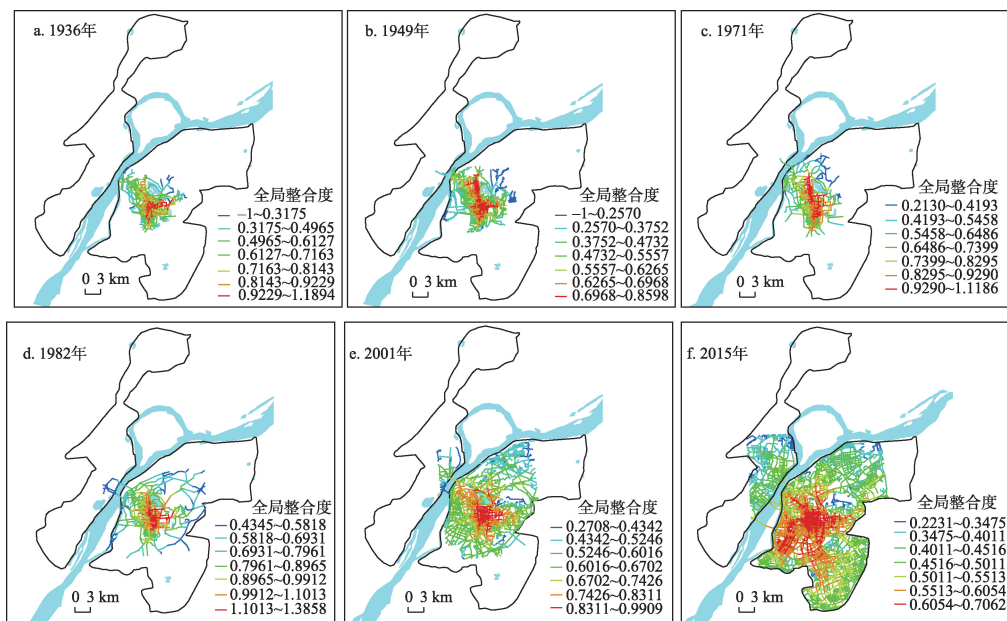 a. 1936年
全局整合度
–1~0.3175
0.3175~0.4965
0.4965~0.6127
0.6127~0.7163
0.7163~0.8143
0.8143~0.9229
0.9229~1.1894
0 3 km
b. 1949年
全局整合度
–1~0.2570
0.2570~0.3752
0.3752~0.4732
0.4732~0.5557
0.5557~0.6265
0.6265~0.6968
0.6968~0.8598
0 3 km
c. 1971年
全局整合度
0.2130~0.4193
0.4193~0.5458
0.5458~0.6486
0.6486~0.7399
0.7399~0.8295
0.8295~0.9290
0.9290~1.1186
0 3 km
d. 1982年
全局整合度
0.4345~0.5818
0.5818~0.6931
0.6931~0.7961
0.7961~0.8965
0.8965~0.9912
0.9912~1.1013
1.1013~1.3858
0 3 km
e. 2001年
全局整合度
0.2708~0.4342
0.4342~0.5246
0.5246~0.6016
0.6016~0.6702
0.6702~0.7426
0.7426~0.8311
0.8311~0.9909
0 3 km
f. 2015年
全局整合度
0.2231~0.3475
0.3475~0.4011
0.4011~0.4516
0.4516~0.5011
0.5011~0.5513
0.5513~0.6054
0.6054~0.7062
0 3 km